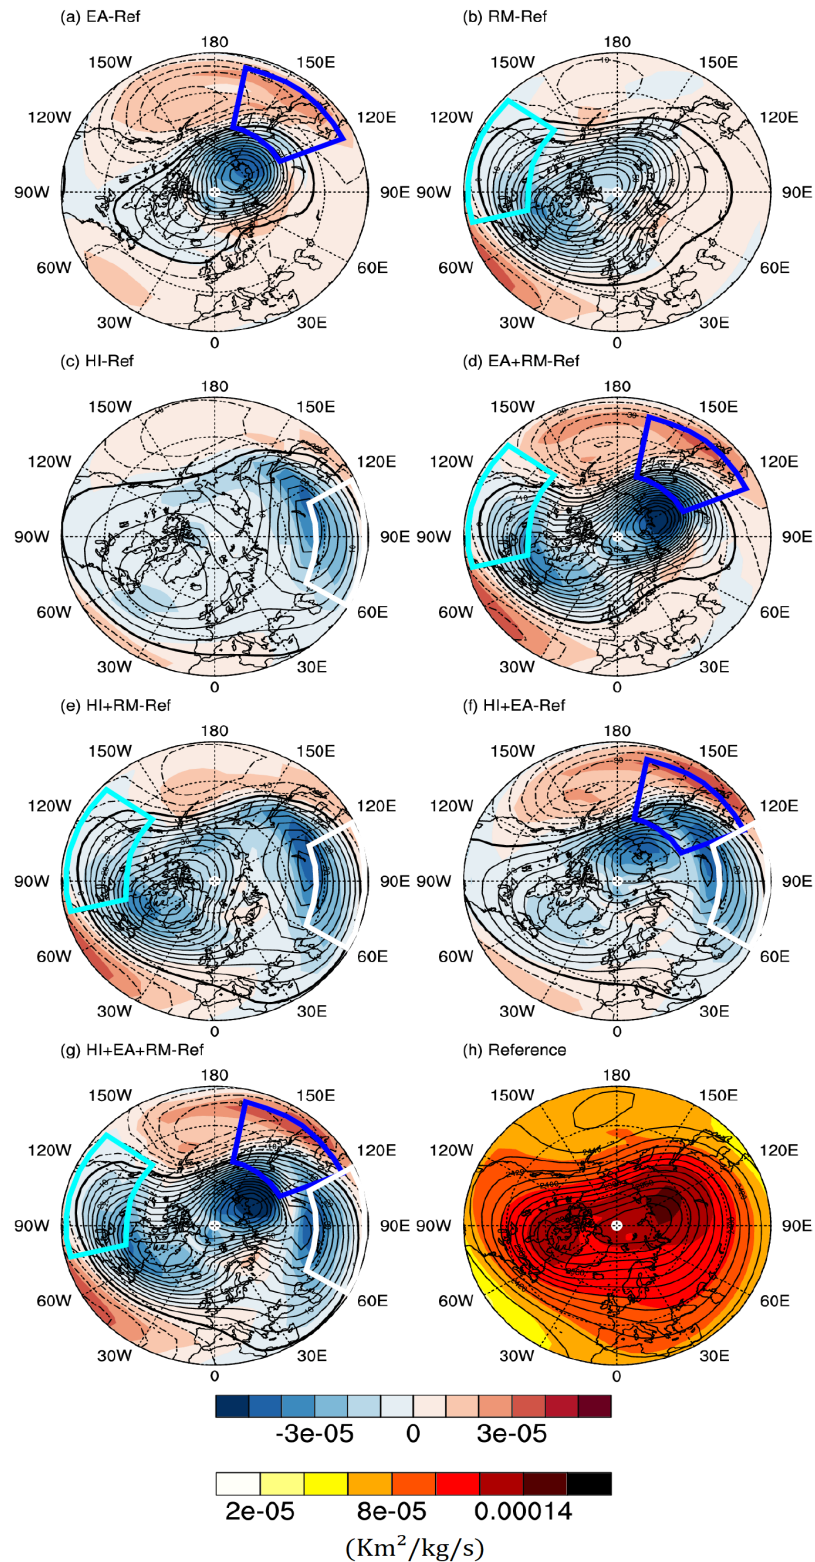 (a) EA-Ref
(b) RM-Ref
180
180
150W
150E
150W
150E
120W
120E
120W
120E
90W
90E
90W
90E
60W
60E
60W
60E
30W
30E
30W
30E
0
0
(c) HI-Ref
(d) EA+RM-Ref
180
180
150W
150E
150W
150E
120W
120E
120W
120E
90W
90E
90W
90E
60W
60E
60W
60E
30W
30E
30W
30E
0
0
(e) HI+RM-Ref
(f) HI+EA-Ref
180
180
150W
150E
150W
150E
120W
120E
120W
120E
90W
90E
90W
90E
60W
60E
60W
60E
30W
30E
30W
30E
0
0
(g) HI+EA+RM-Ref
(h) Reference
180
180
150W
150E
150W
150E
120W
120E
120W
120E
90W
90E
90W
90E
60W
60E
60W
60E
30W
30E
30W
30E
0
0
-3e-05 0 3e-05
2e-05 8e-05 0.00014
(Km²/kg/s)